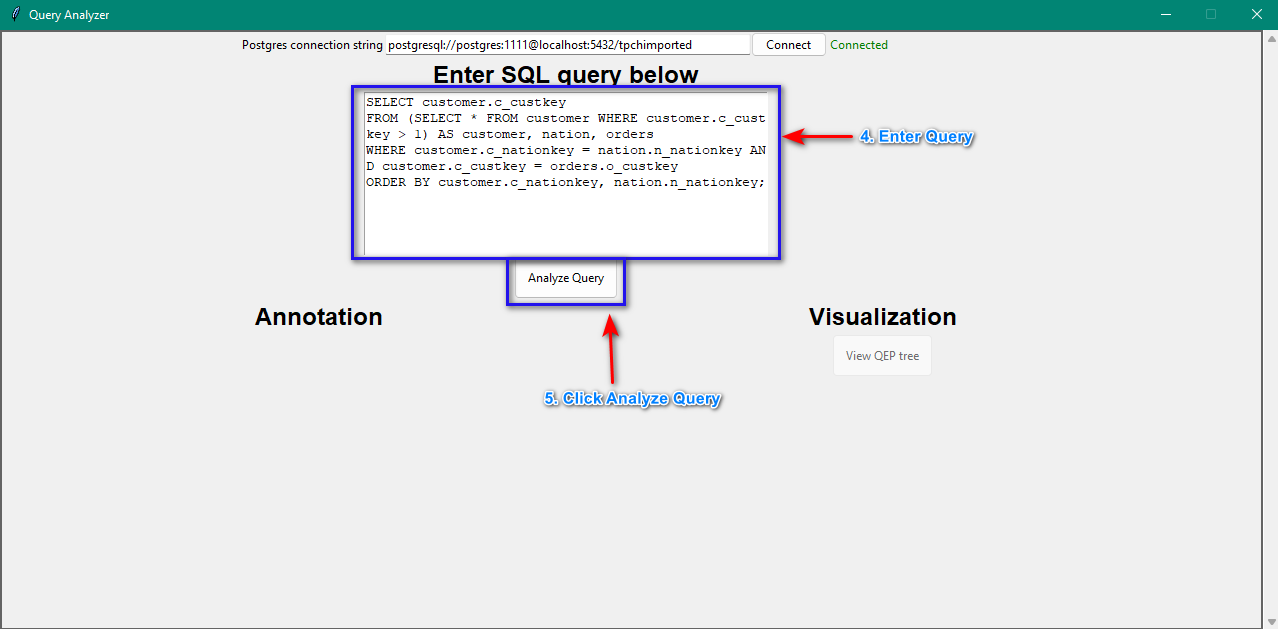 Query Analyzer
Postgres connection string postgresql://postgres:1111@localhost:5432/tpchimported Connect Connected
Enter SQL query below
SELECT customer.c_custkey
FROM (SELECT * FROM customer WHERE customer.c_cust
key > 1) AS customer, nation, orders
WHERE customer.c_nationkey = nation.n_nationkey AN
D customer.c_custkey = orders.o_custkey
ORDER BY customer.c_nationkey, nation.n_nationkey;
4. Enter Query
Analyze Query
Annotation
Visualization
View QEP tree
5. Click Analyze Query